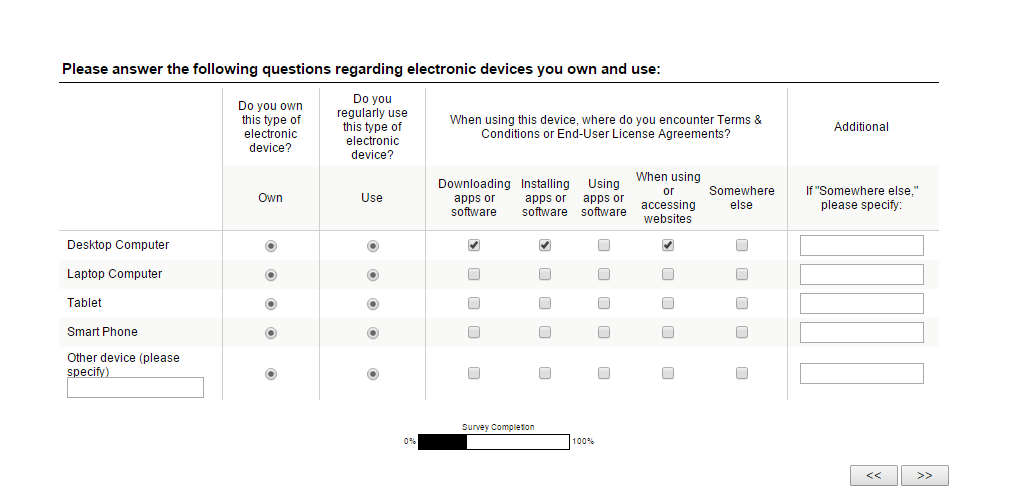 Please answer the following questions regarding electronic devices you own and use:
Do you own
this type of
electronic
device?
Do you
regularly use
this type of
electronic
device?
When using this device, where do you encounter Terms &
Conditions or End-User License Agreements?
Additional
Own
Use
Downloading
apps or
software
Installing
apps or
software
Using
apps or
software
When using
or
accessing
websites
Somewhere
else
If "Somewhere else,"
please specify:
Desktop Computer
Laptop Computer
Tablet
Smart Phone
Other device (please
specify)
Survey Completion
0%
100%
<<
>>